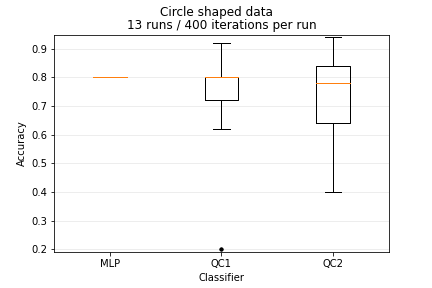 Circle shaped data
13 runs / 400 iterations per run
Accuracy
0.9
0.8
0.7
0.6
0.5
0.4
0.3
0.2
MLP QC1 QC2
Classifier